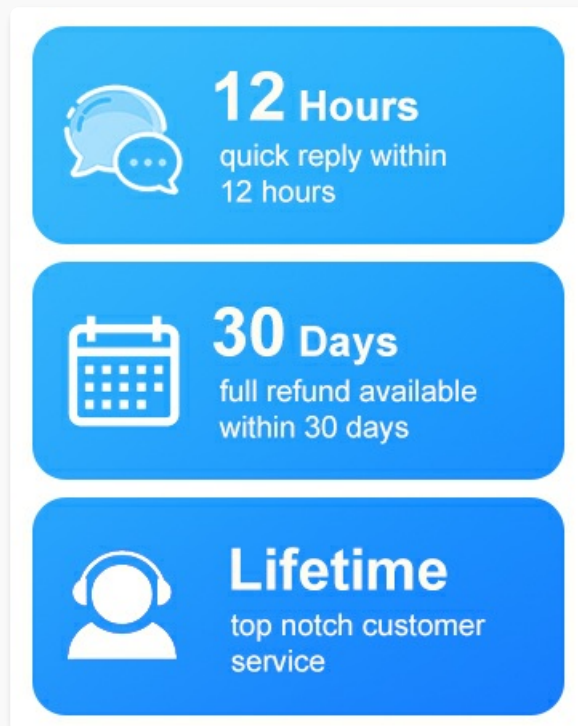 12 Hours
quick reply within
12 hours
30 Days
full refund available
within 30 days
Lifetime
top notch customer
service